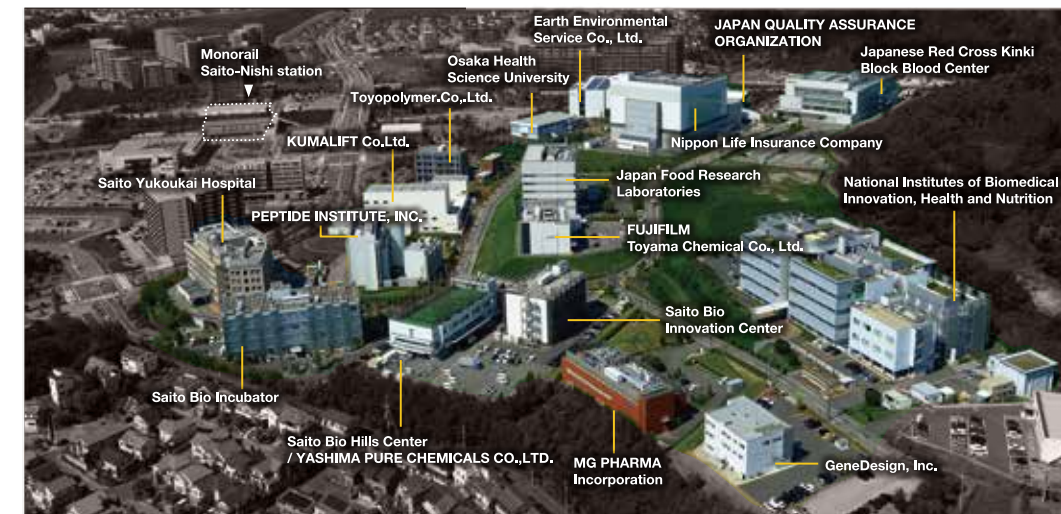 Earth Environmental
Service Co., Ltd.
JAPAN QUALITY ASSURANCE
ORGANIZATION
Japanese Red Cross Kinki
Block Blood Center
Monorail
Saito-Nishi station
Osaka Health
Science University
Toyopolymer.Co,.Ltd.
KUMALIFT Co.Ltd.
Nippon Life Insurance Company
Saito Yukoukai Hospital
Japan Food Research
Laboratories
National Institutes of Biomedical
Innovation, Health and Nutrition
PEPTIDE INSTITUTE, INC.
FUJIFILM
Toyama Chemical Co., Ltd.
Saito Bio
Innovation Center
Saito Bio Incubator
Saito Bio Hills Center
/ YASHIMA PURE CHEMICALS CO.,LTD.
MG PHARMA
Incorporation
GeneDesign, Inc.